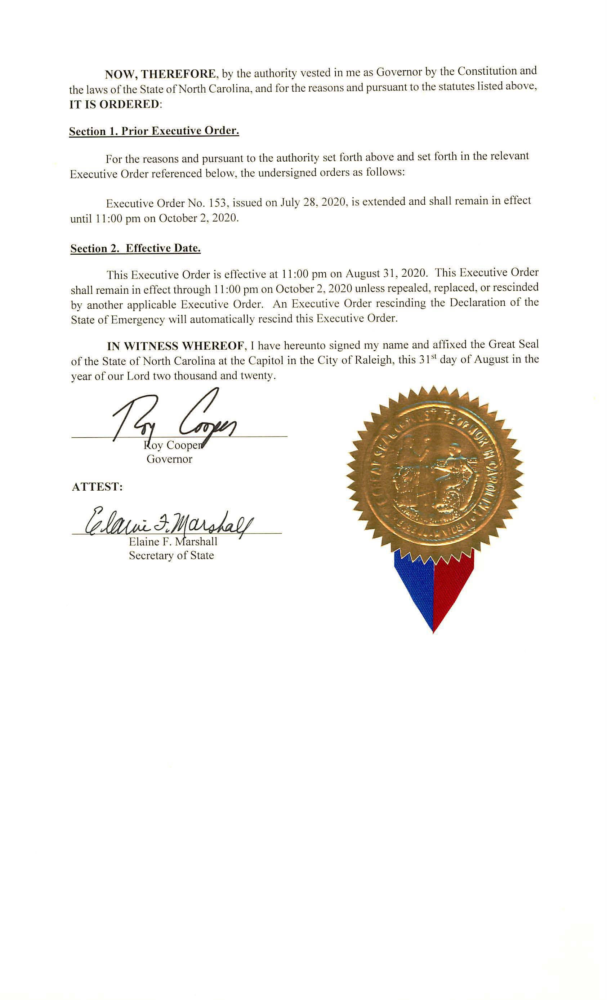 NOW, THEREFORE, by the authority vested in me as Governor by the Constitution and
the laws of the State of North Carolina, and for the reasons and pursuant to the statutes listed above,
IT IS ORDERED:
Section 1. Prior Executive Order.
For the reasons and pursuant to the authority set forth above and set forth in the relevant
Executive Order referenced below, the undersigned orders as follows:
Executive Order No. 153, issued on July 28, 2020, is extended and shall remain in effect
until 11:00 pm on October 2, 2020.
Section 2. Effective Date.
This Executive Order is effective at 11:00 pm on August 31, 2020. This Executive Order
shall remain in effect through 11:00 pm on October 2, 2020 unless repealed, replaced, or rescinded
by another applicable Executive Order. An Executive Order rescinding the Declaration of the
State of Emergency will automatically rescind this Executive Order.
IN WITNESS WHEREOF, I have hereunto signed my name and affixed the Great Seal
of the State of North Carolina at the Capitol in the City of Raleigh, this 31st day of August in the
year of our Lord two thousand and twenty.
Roy Cooper
Roy Cooper
Governor
ATTEST:
Elaine F. Marshall
Elaine F. Marshall
Secretary of State
SEAL OF NORTH CAROLINA